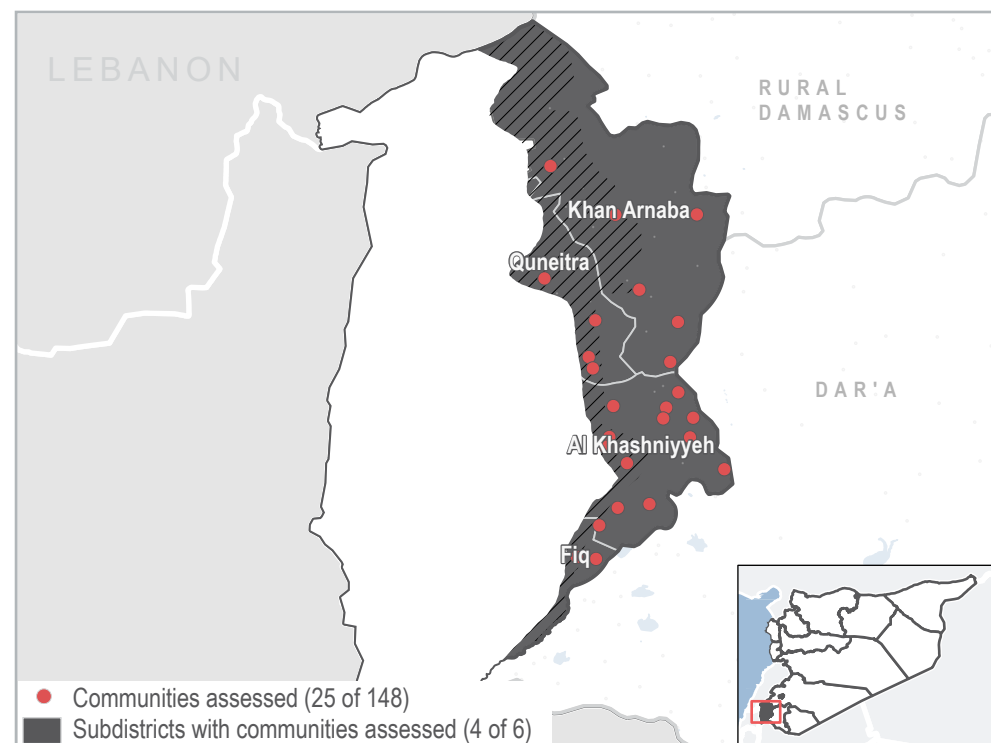 LEBANON
RURAL
DAMASCUS
Khan Arnaba
Quneitra
DAR'A
Al Khashniyyeh
Fiq
Communities assessed (25 of 148)
Subdistricts with communities assessed (4 of 6)